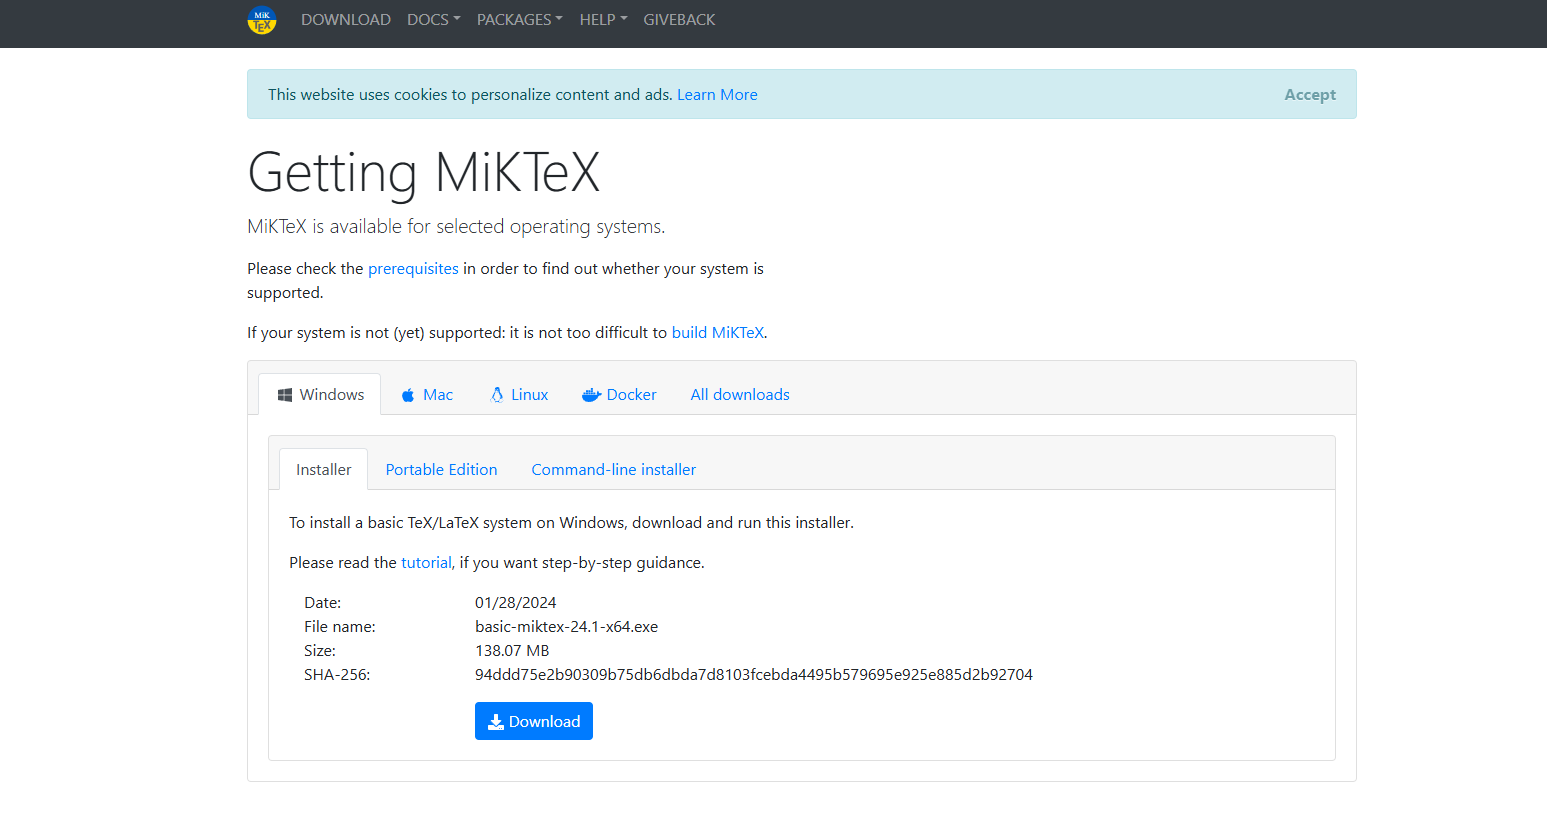 MiK
TEX
DOWNLOAD DOCS PACKAGES HELP GIVEBACK
This website uses cookies to personalize content and ads. Learn More Accept
Getting MiKTeX
MiKTeX is available for selected operating systems.
Please check the prerequisites in order to find out whether your system is
supported.
If your system is not (yet) supported: it is not too difficult to build MiKTeX.
Windows Mac Linux Docker All downloads
Installer Portable Edition Command-line installer
To install a basic TeX/LaTeX system on Windows, download and run this installer.
Please read the tutorial, if you want step-by-step guidance.
Date: 01/28/2024
File name: basic-miktex-24.1-x64.exe
Size: 138.07 MB
SHA-256: 94ddd75e2b90309b75db6dbda7d8103fcebda4495b579695e925e885d2b92704
Download